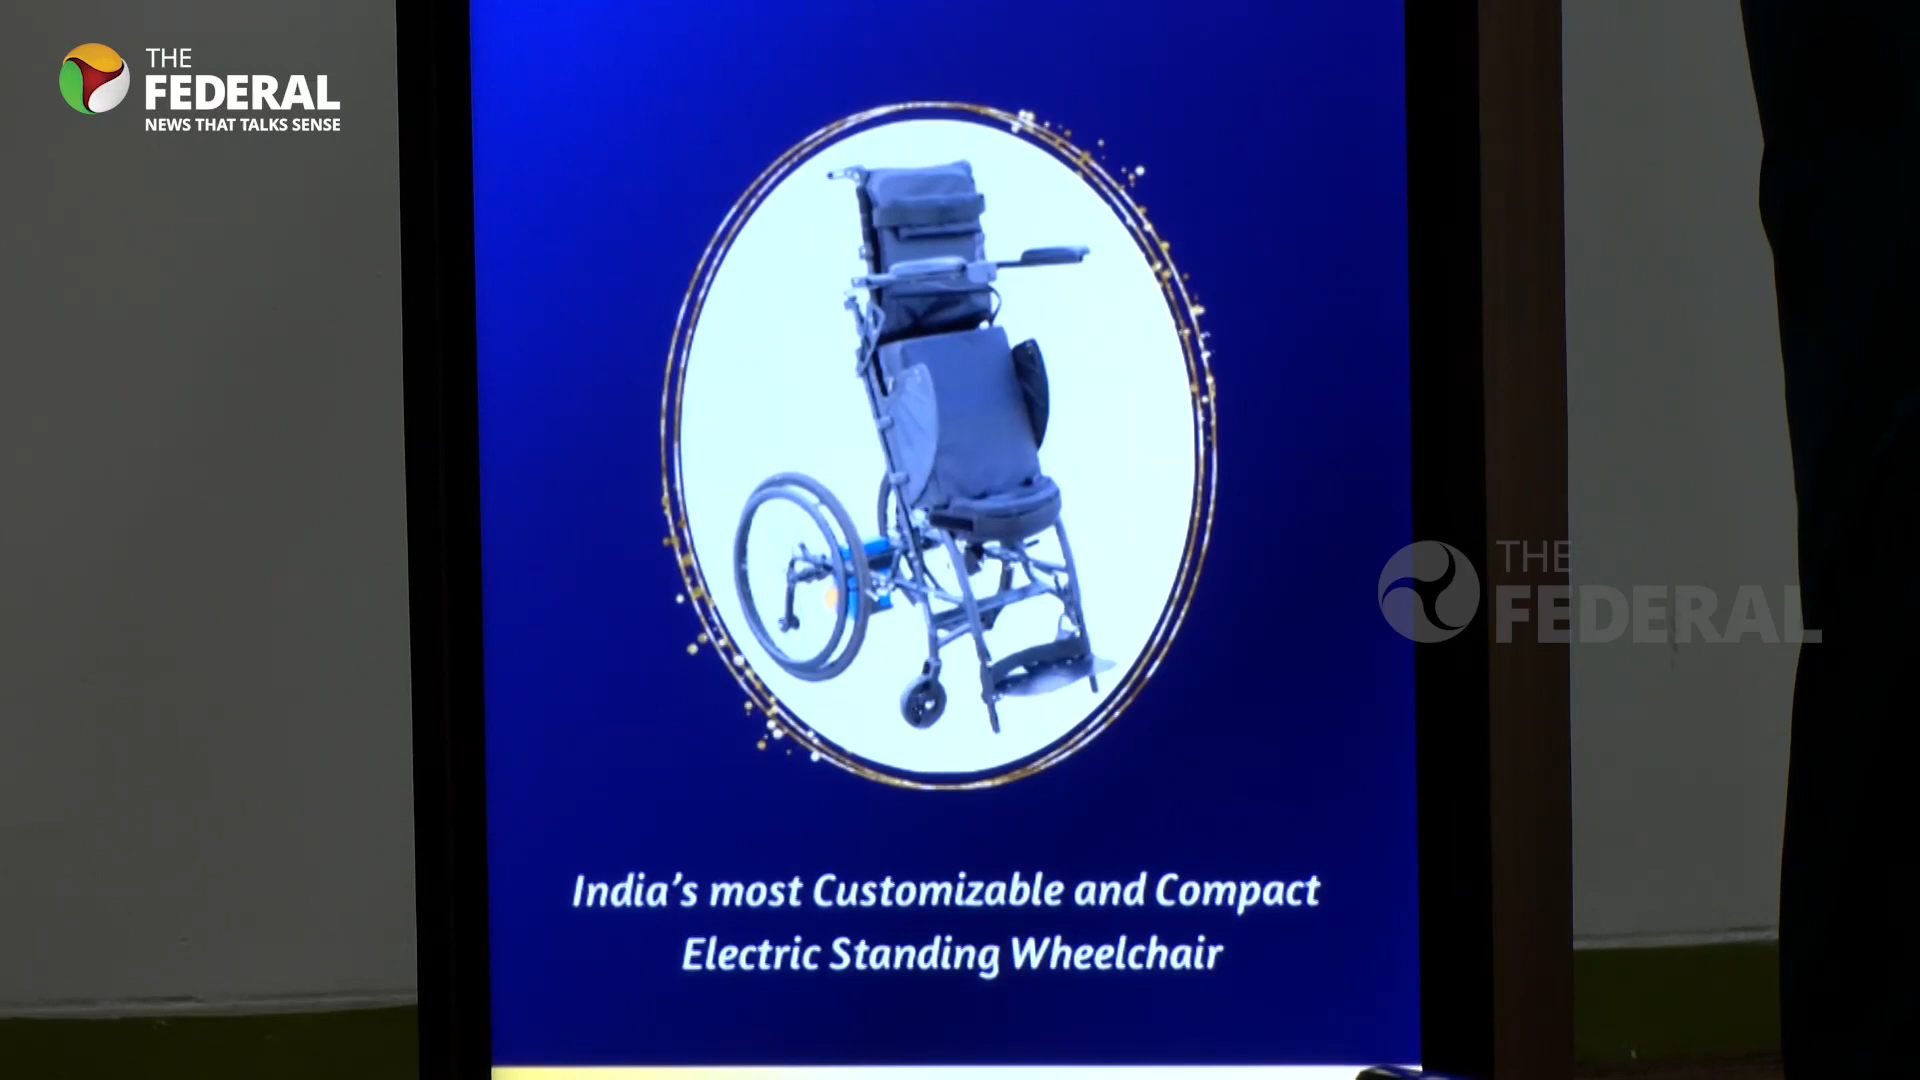 THE
FEDERAL
NEWS THAT TALKS SENSE
THE
FEDERAL
India's most Customizable and Compact
Electric Standing Wheelchair